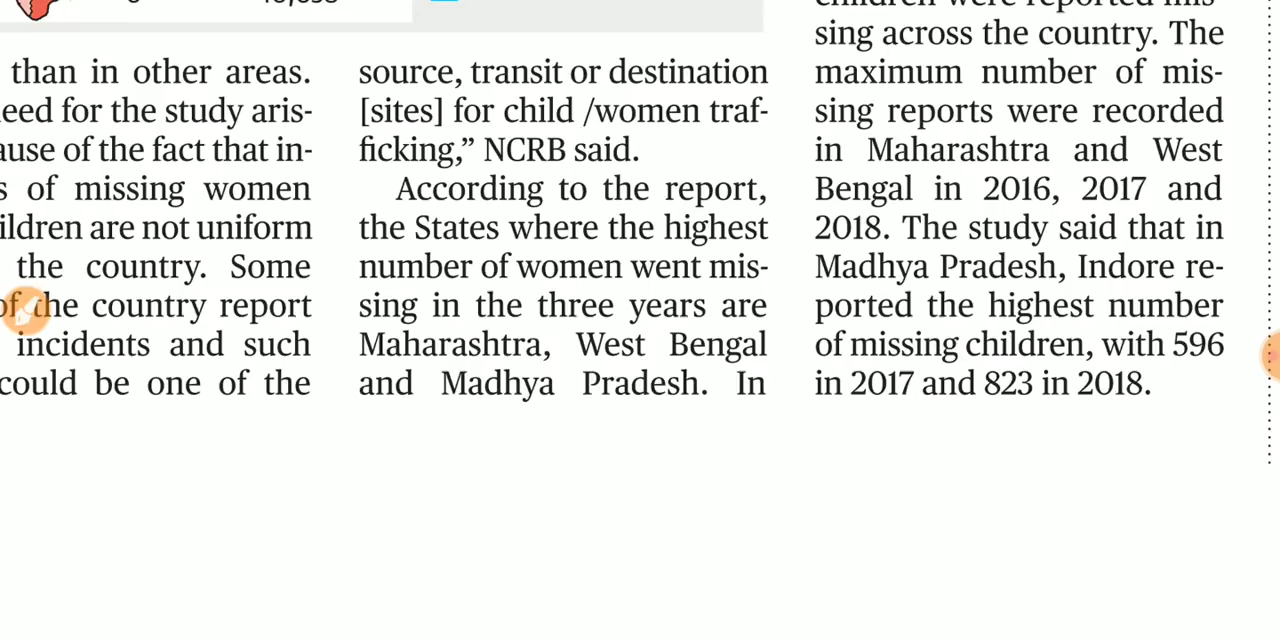 than in other areas.
eed for the study aris-
ause of the fact that in-
s of missing women
ildren are not uniform
the country. Some
of the country report
incidents and such
could be one of the
source, transit or destination
[sites] for child /women traf-
ficking,” NCRB said.
According to the report,
the States where the highest
number of women went mis-
sing in the three years are
Maharashtra, West Bengal
and Madhya Pradesh. In
children were reported mis-
sing across the country. The
maximum number of mis-
sing reports were recorded
in Maharashtra and West
Bengal in 2016, 2017 and
2018. The study said that in
Madhya Pradesh, Indore re-
ported the highest number
of missing children, with 596
in 2017 and 823 in 2018.